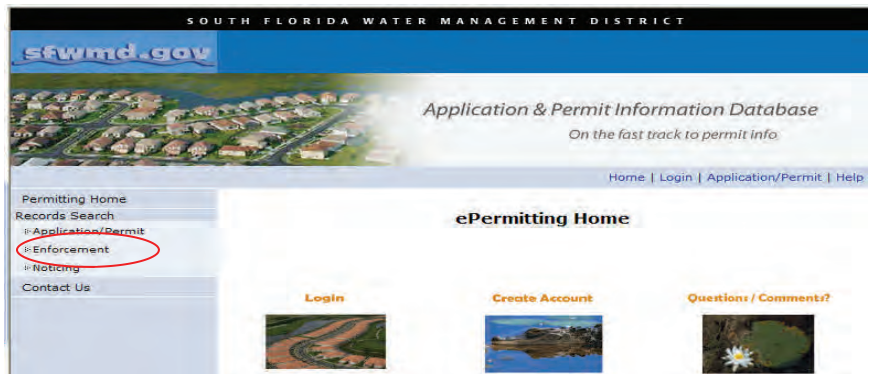 SOUTH FLORIDA WATER MANAGEMENT DISTRICT
sfwmd.gov
Application & Permit Information Database
On the fast track to permit info
Home | Login | Application/Permit | Help
Permitting Home
Records Search
Application/Permit
Enforcement
Noticing
Contact Us
ePermitting Home
Login
Create Account
Questions / Comments?